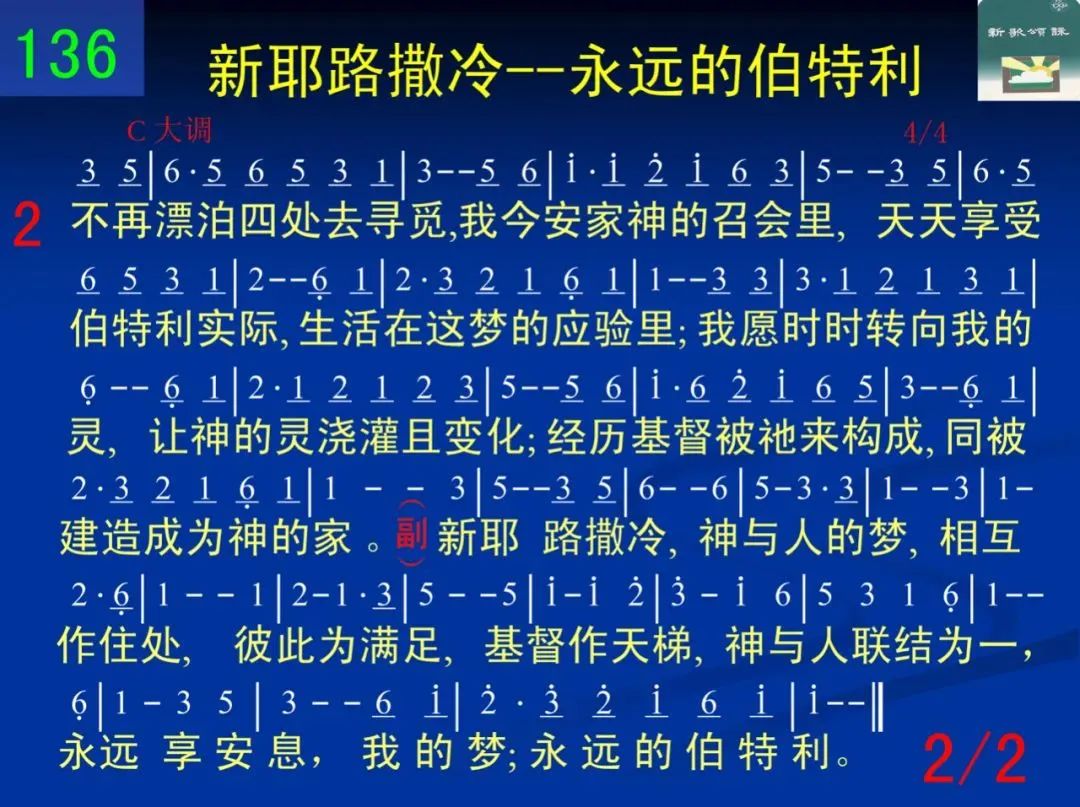 136
新耶路撒冷--永远的伯特利
新歌颂咏
C 大调
4/4
3 5|6·5 6 5 3 1|3--5 6|i·i 2̇ i 6 3|5--3 5|6·5
2
不再漂泊四处去寻觅,我今安家神的召会里, 天天享受
6 5 3 1|2--6̣ 1|2·3 2 1 6̣ 1|1--3 3|3·1 2 1 3 1|
伯特利实际,生活在这梦的应验里;我愿时时转向我的
6̣ -- 6̣ 1|2·1 2 1 2 3|5--5 6|i·6 2̇ i 6 5|3--6̣ 1|
灵, 让神的灵浇灌且变化;经历基督被祂来构成,同被
2·3 2 1 6̣ 1|1 - - 3|5--3 5|6--6|5-3·3|1--3|1-
建造成为神的家。(副)新耶 路撒冷, 神与人的梦, 相互
2·6̣|1 - - 1|2-1·3|5 - -5|i-i 2̇|3̇ - i 6|5 3 1 6̣|1--
作住处, 彼此为满足, 基督作天梯, 神与人联结为一,
6̣|1 - 3 5|3 --6 i|2̇ · 3̇ 2̇ i 6 i|i--‖
永远 享安息, 我的梦;永远的伯特利。
2/2